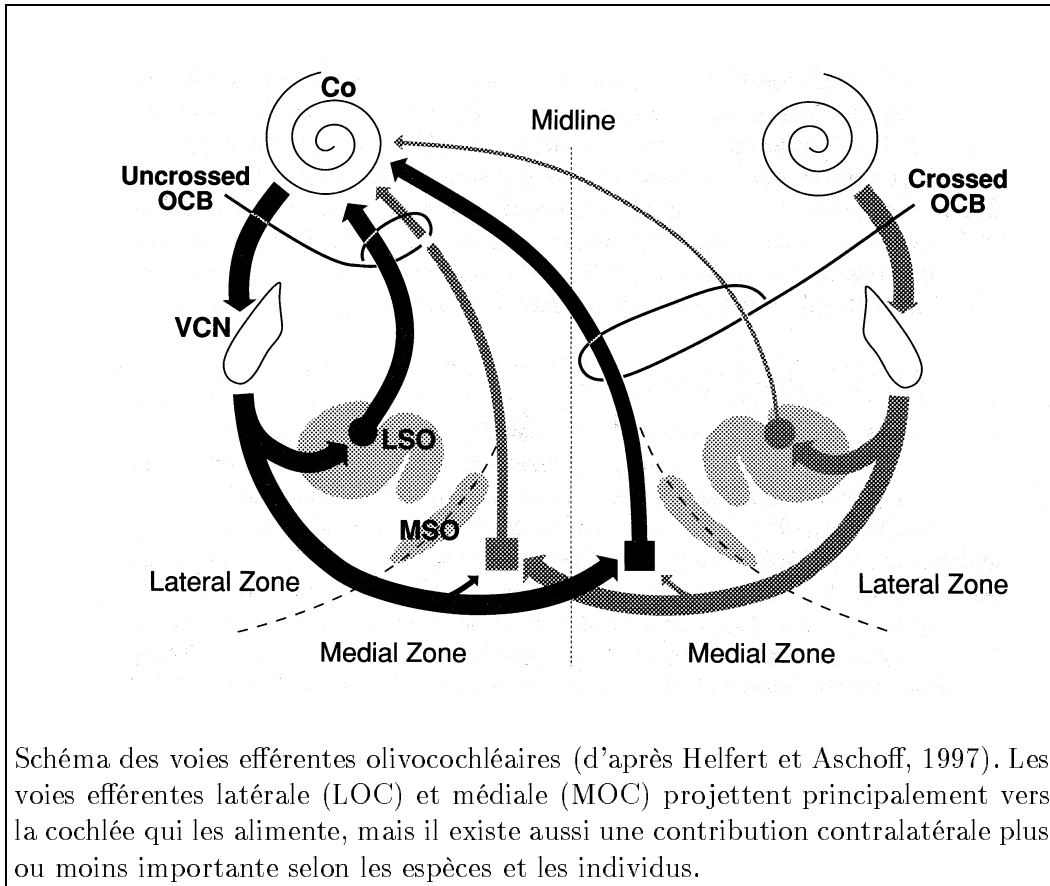 Co
Midline
Uncrossed
OCB
Crossed
OCB
VCN
LSO
MSO
Lateral Zone
Lateral Zone
Medial Zone
Medial Zone
Schéma des voies efférentes olivocochléaires (d'après Helfert et Aschoff, 1997). Les
voies efférentes latérale (LOC) et médiale (MOC) projettent principalement vers
la cochlée qui les alimente, mais il existe aussi une contribution contralatérale plus
ou moins importante selon les espèces et les individus.